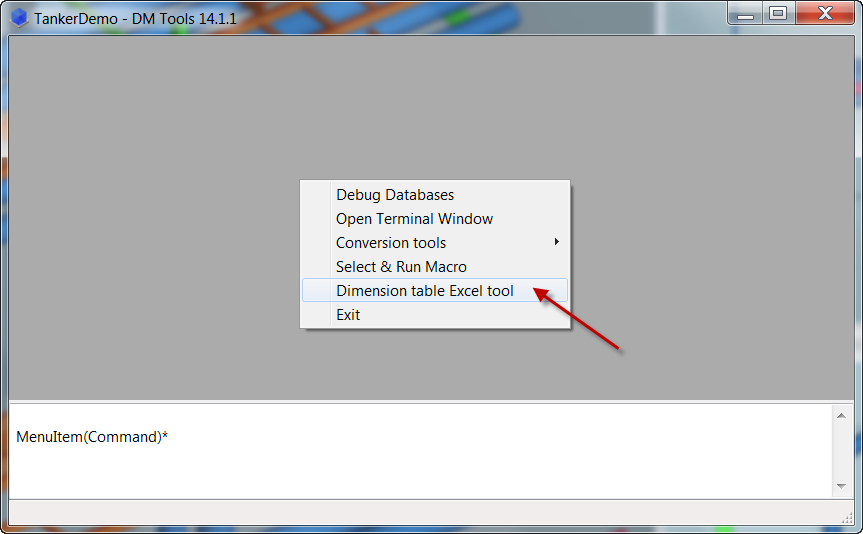 TankerDemo - DM Tools 14.1.1
Debug Databases
Open Terminal Window
Conversion tools
Select & Run Macro
Dimension table Excel tool
Exit
MenuItem(Command)*